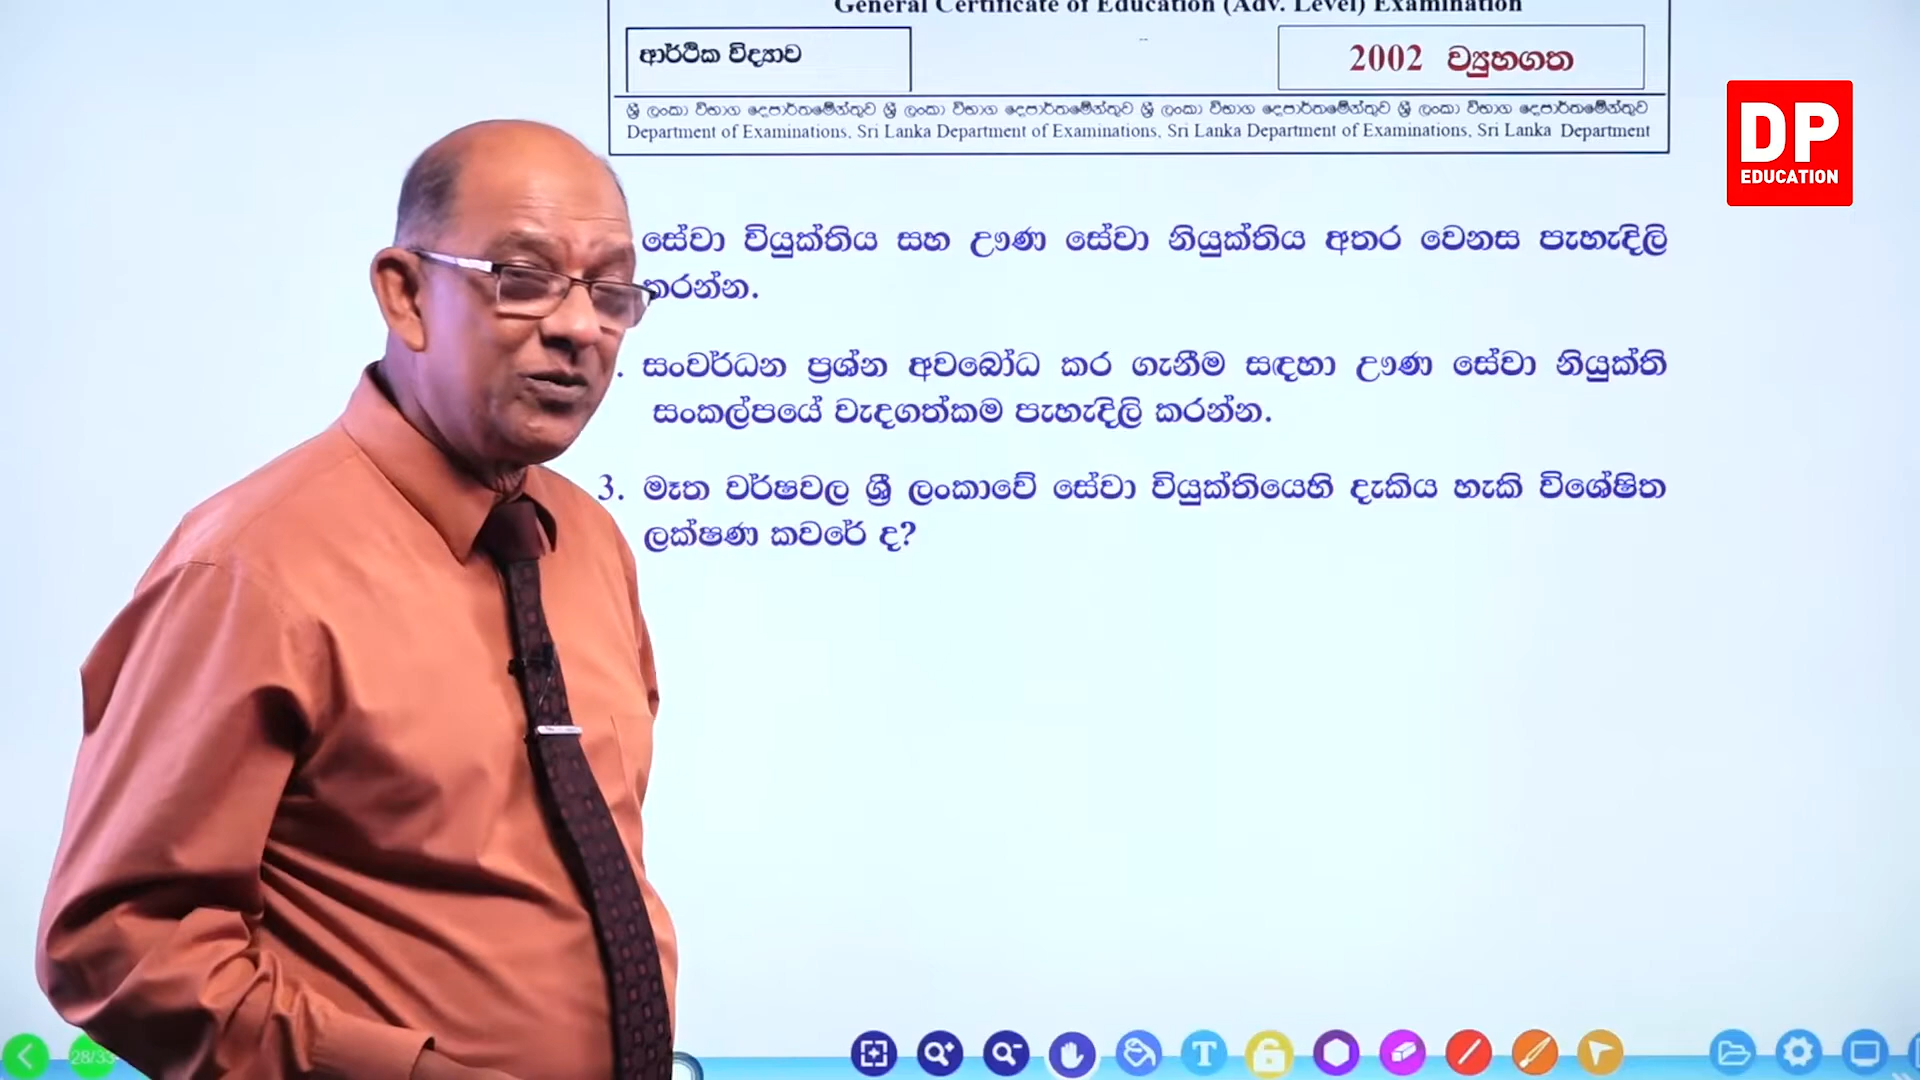 General Certificate of Education (Adv. Level) Examination
ආර්ථික විද්‍යාව
2002 ව්‍යුහගත
ශ්‍රී ලංකා විභාග දෙපාර්තමේන්තුව ශ්‍රී ලංකා විභාග දෙපාර්තමේන්තුව ශ්‍රී ලංකා විභාග දෙපාර්තමේන්තුව ශ්‍රී ලංකා විභාග දෙපාර්තමේන්තුව
Department of Examinations, Sri Lanka Department of Examinations, Sri Lanka Department of Examinations, Sri Lanka Department
DP
EDUCATION
සේවා වියුක්තිය සහ ඌණ සේවා නියුක්තිය අතර වෙනස පැහැදිලි
කරන්න.
. සංවර්ධන ප්‍රශ්න අවබෝධ කර ගැනීම සඳහා ඌණ සේවා නියුක්ති
සංකල්පයේ වැදගත්කම පැහැදිලි කරන්න.
3. මෑත වර්ෂවල ශ්‍රී ලංකාවේ සේවා වියුක්තියෙහි දැකිය හැකි විශේෂිත
ලක්ෂණ කවරේ ද?
28/33
T